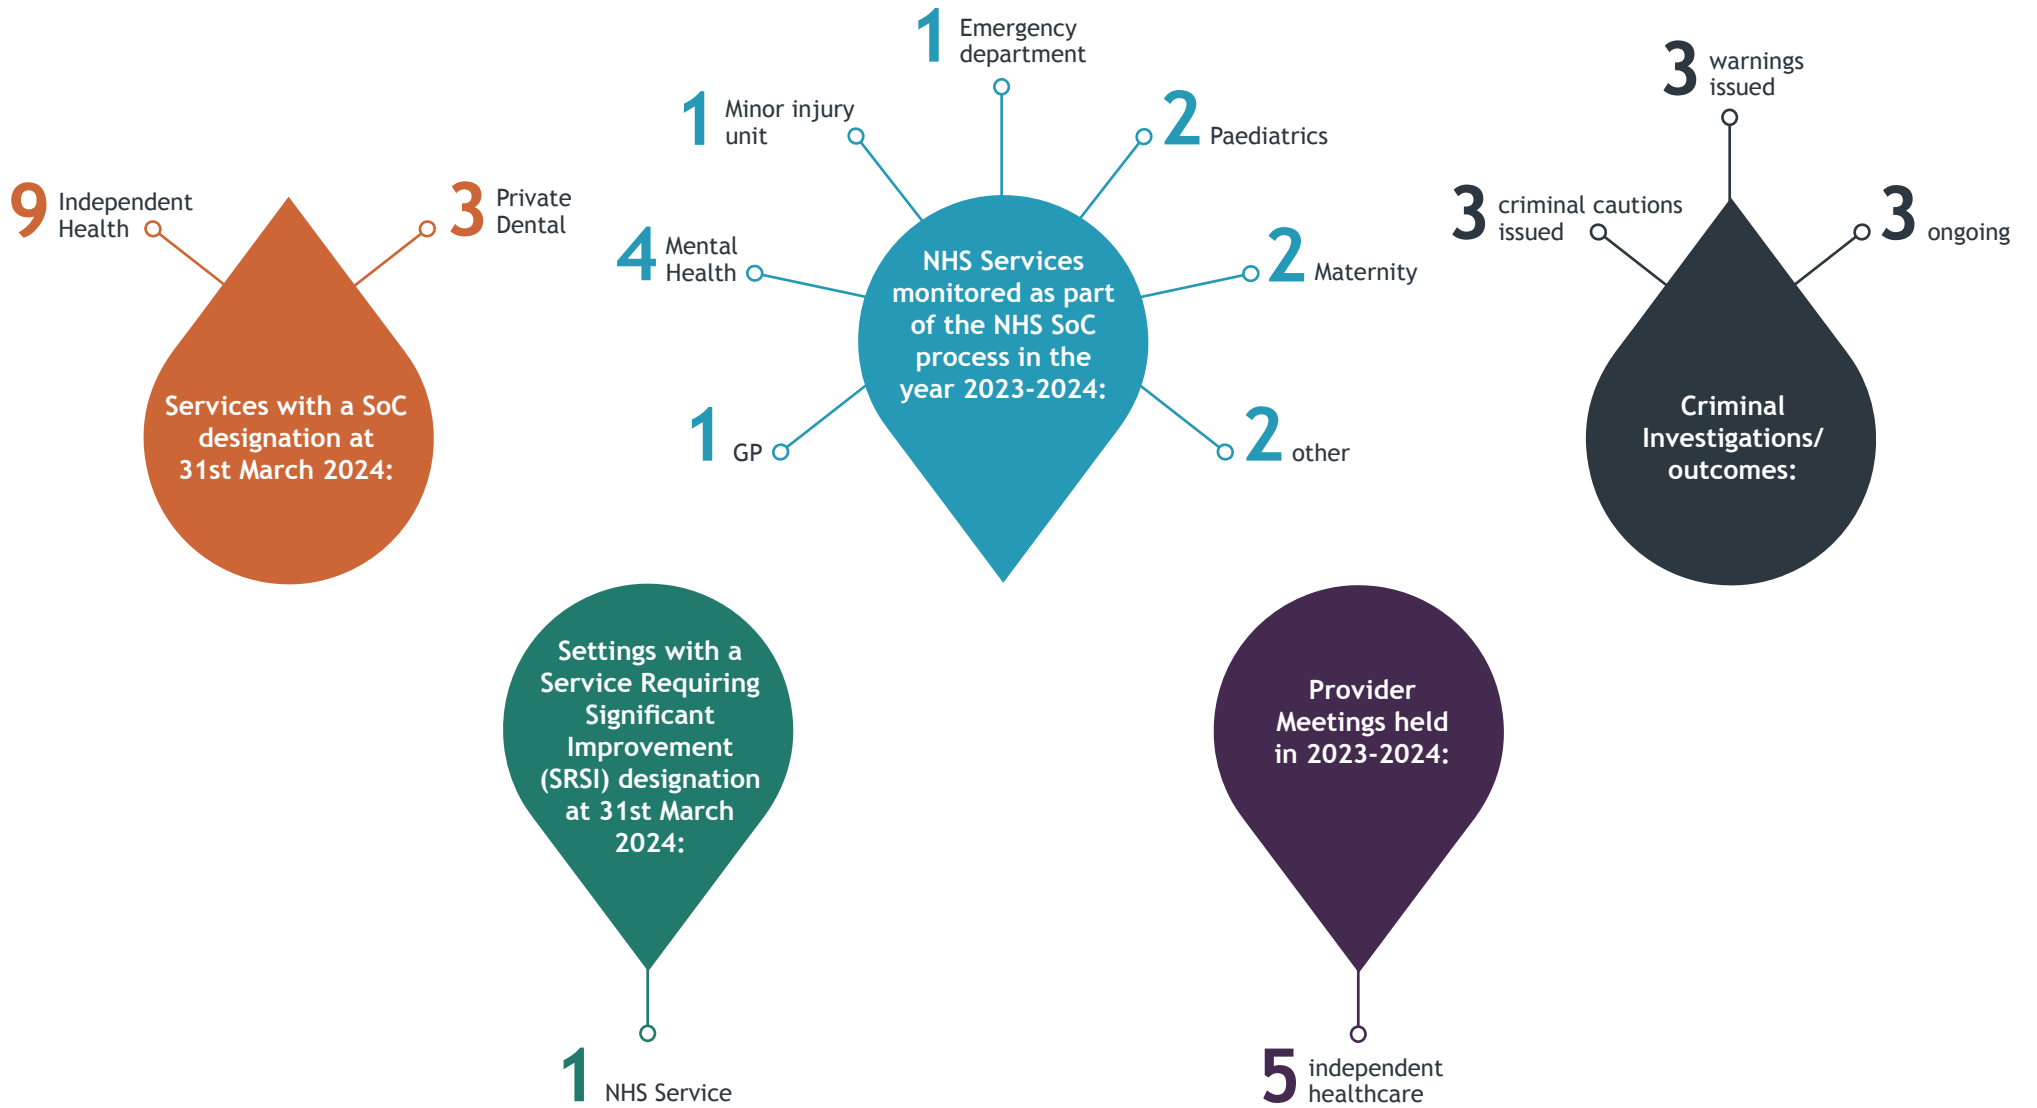 9 Independent
Health
3 Private
Dental
Services with a SoC
designation at
31st March 2024:
1 Emergency
department
1 Minor injury
unit
2 Paediatrics
4 Mental
Health
2 Maternity
1 GP
2 other
NHS Services
monitored as part
of the NHS SoC
process in the
year 2023-2024:
3 warnings
issued
3 criminal cautions
issued
3 ongoing
Criminal
Investigations/
outcomes:
Settings with a
Service Requiring
Significant
Improvement
(SRSI) designation
at 31st March
2024:
1 NHS Service
Provider
Meetings held
in 2023-2024:
5 independent
healthcare